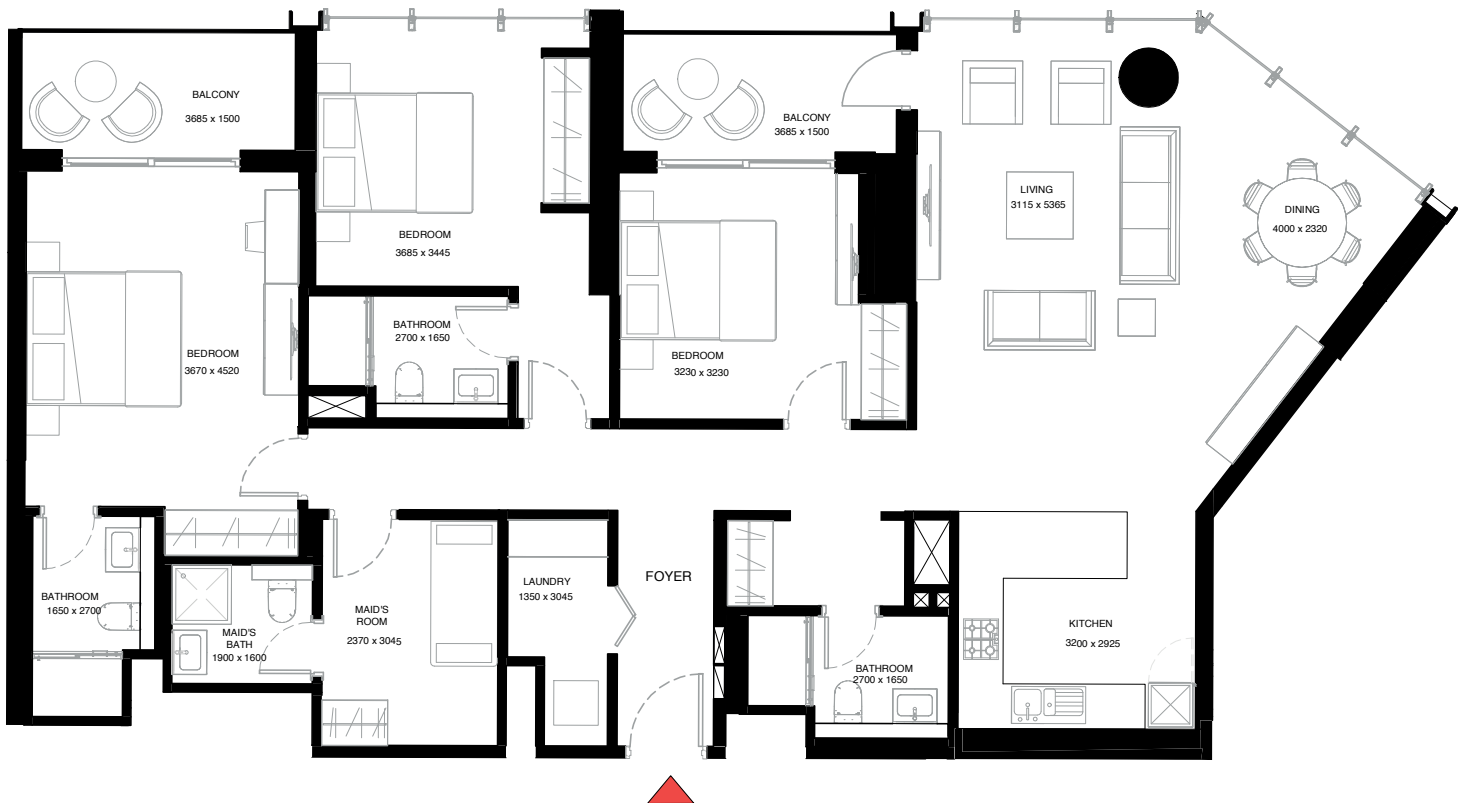 BALCONY
3685 x 1500
BALCONY
3685 x 1500
LIVING
3115 x 5365
DINING
4000 x 2320
BEDROOM
3685 x 3445
BATHROOM
2700 x 1650
BEDROOM
3670 x 4520
BEDROOM
3230 x 3230
FOYER
LAUNDRY
1350 x 3045
BATHROOM
1650 x 2700
MAID'S
ROOM
2370 x 3045
MAID'S
BATH
1900 x 1600
KITCHEN
3200 x 2925
BATHROOM
2700 x 1650